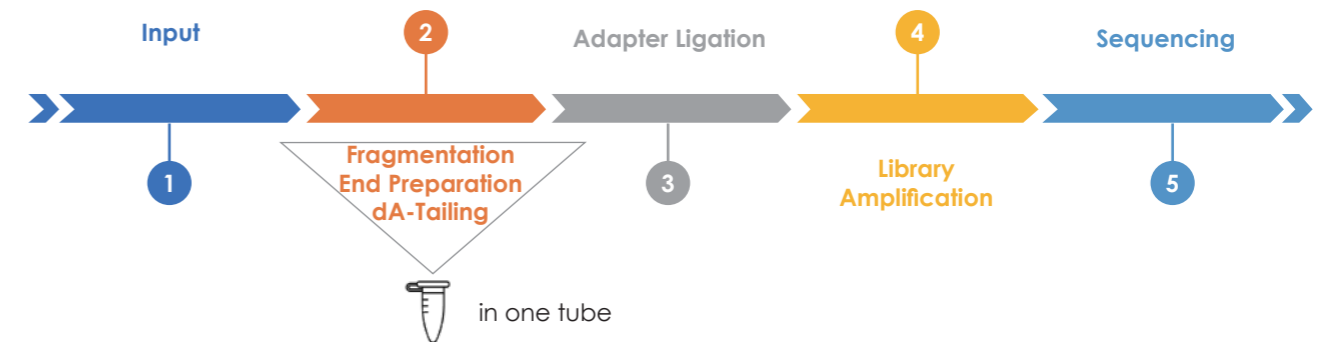 Input
2
Adapter Ligation
4
Sequencing
1
Fragmentation
End Preparation
dA-Tailing
3
Library
Amplification
5
in one tube